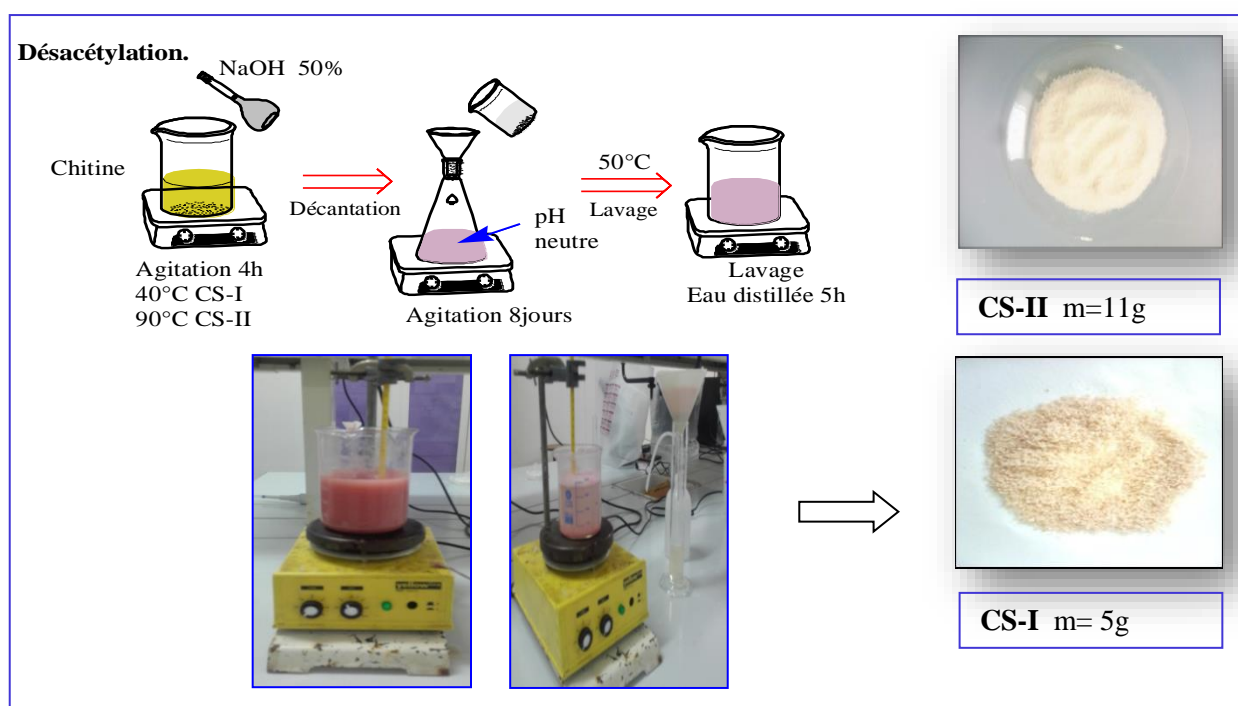 Désacétylation.
NaOH 50%
Chitine
Décantation
pH
neutre
50°C
Lavage
Agitation 4h
40°C CS-I
90°C CS-II
Agitation 8jours
Lavage
Eau distillée 5h
CS-II m=11g
CS-I m= 5g